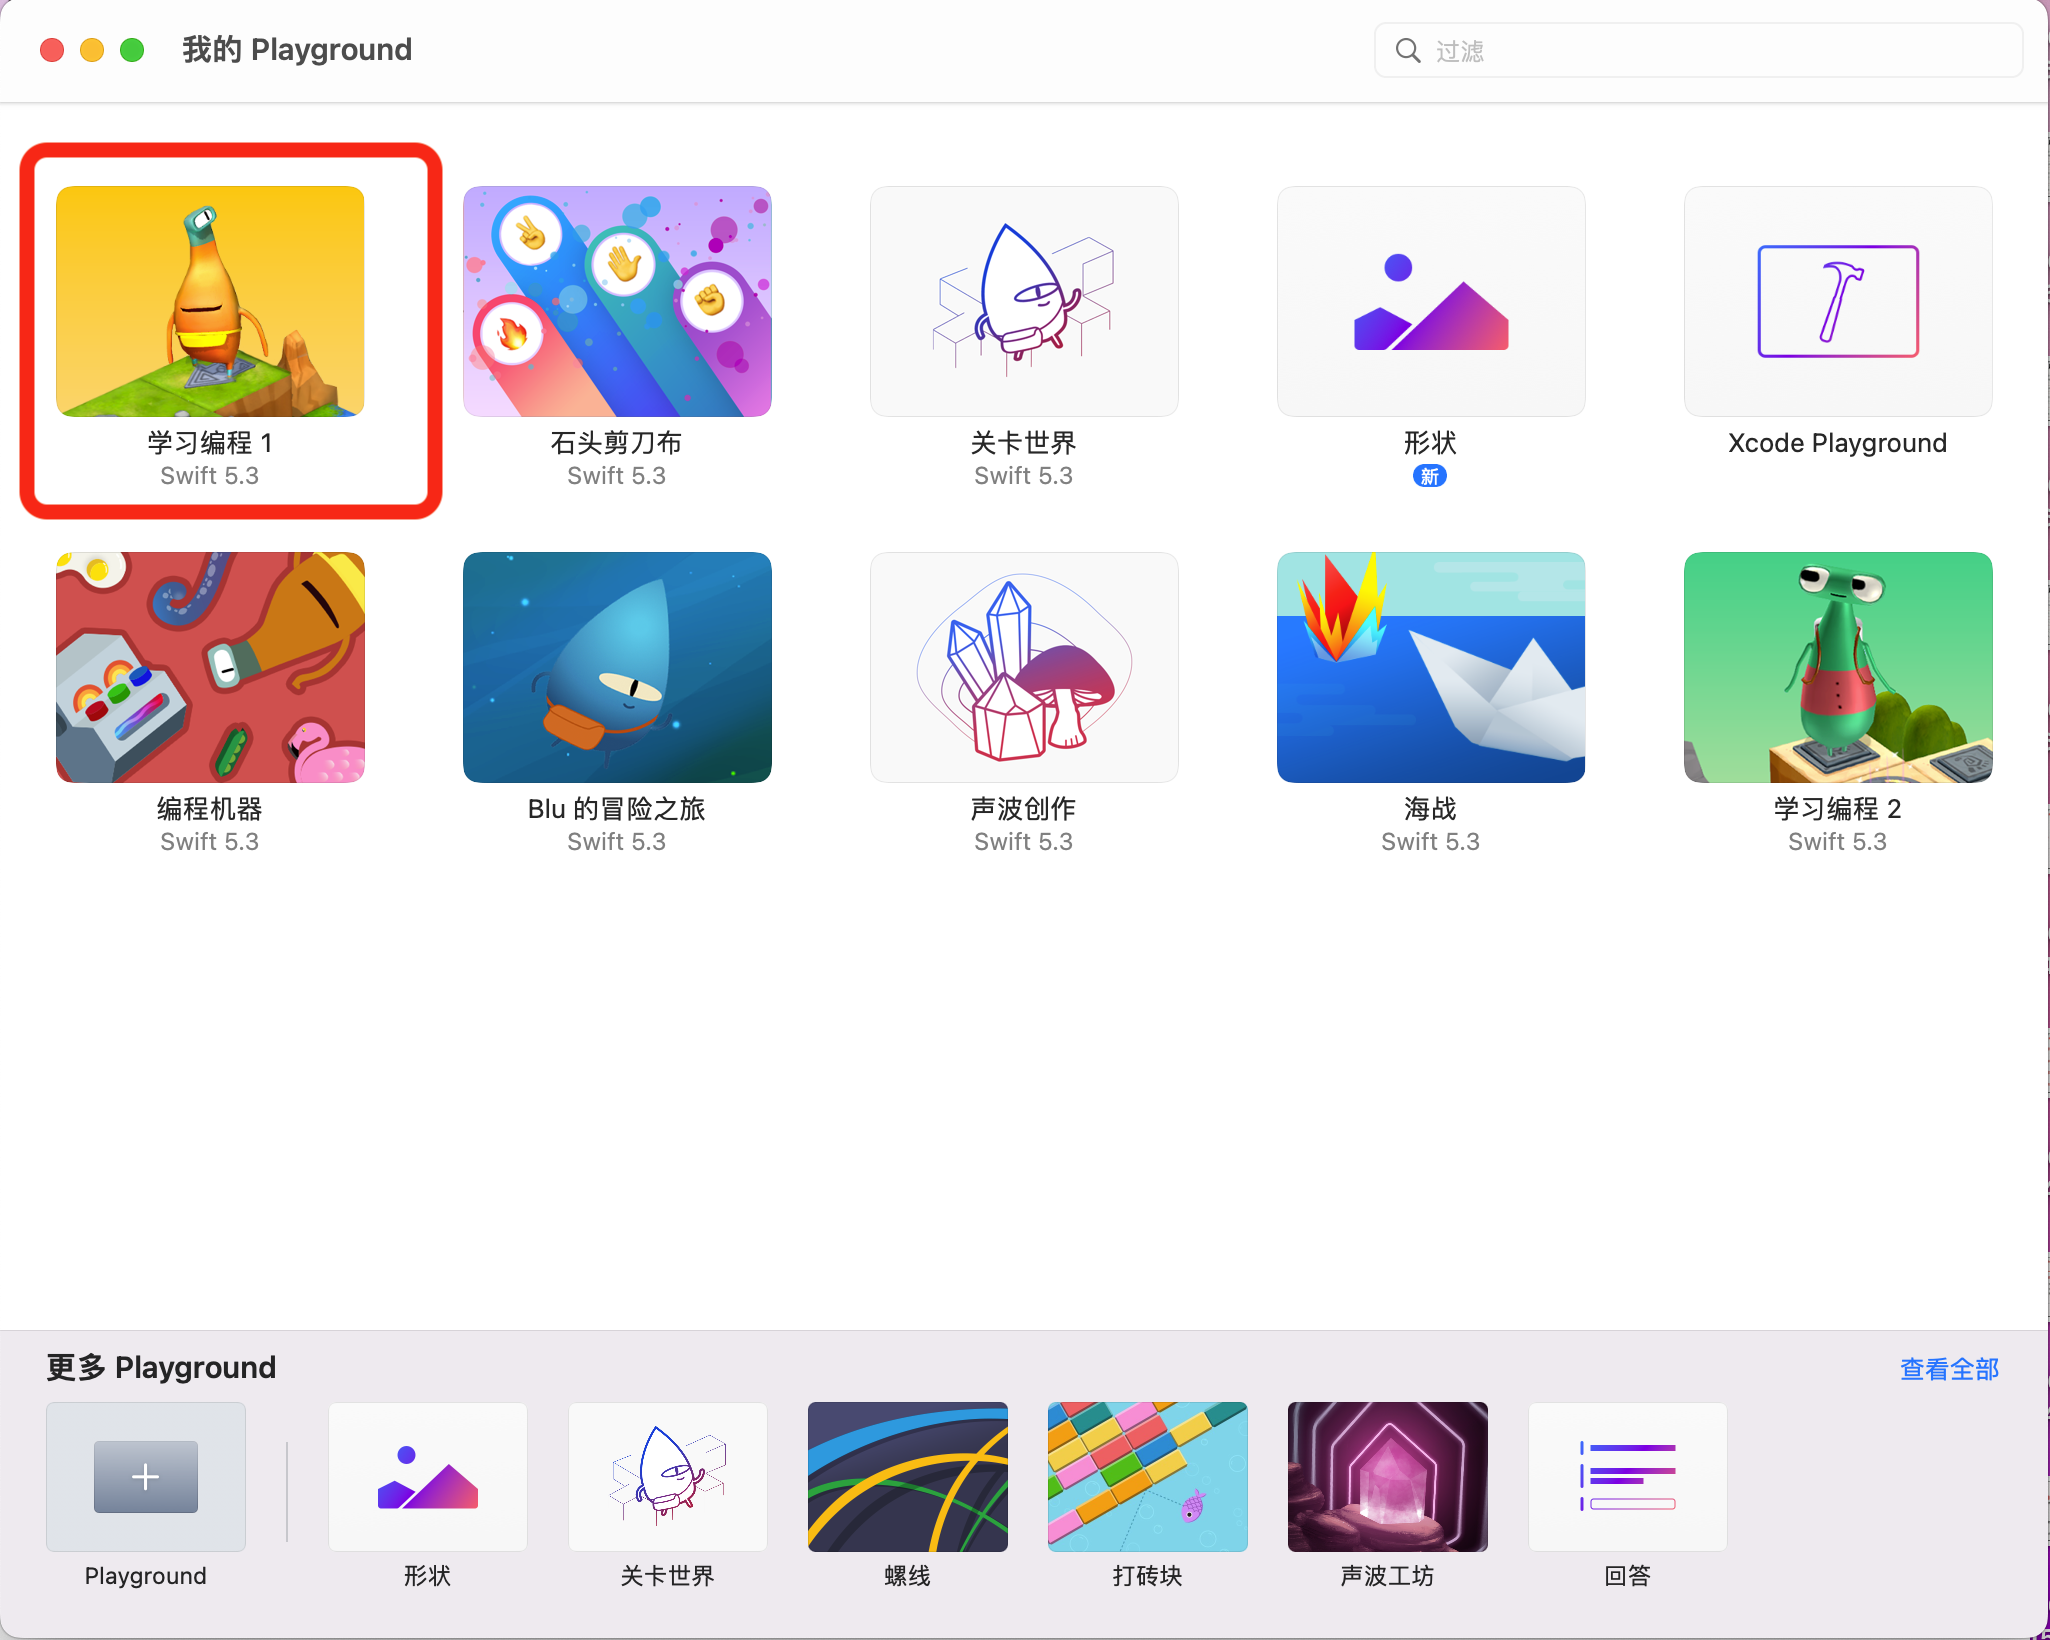 我的 Playground
过滤
学习编程 1
Swift 5.3
石头剪刀布
Swift 5.3
关卡世界
Swift 5.3
形状
新
Xcode Playground
编程机器
Swift 5.3
Blu 的冒险之旅
Swift 5.3
声波创作
Swift 5.3
海战
Swift 5.3
学习编程 2
Swift 5.3
更多 Playground
查看全部
Playground
形状
关卡世界
螺线
打砖块
声波工坊
回答